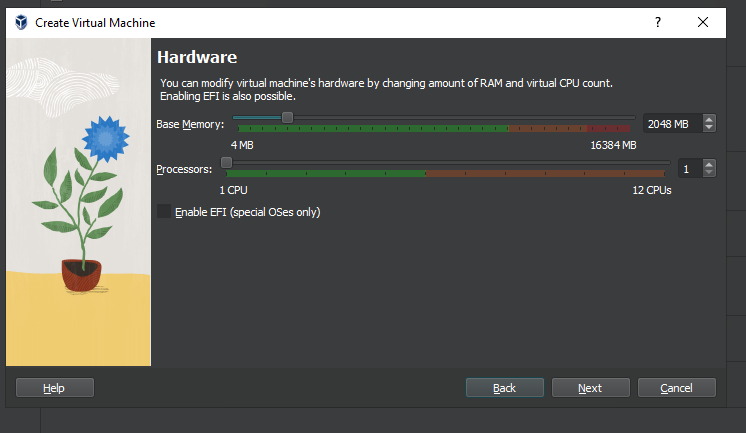 Create Virtual Machine
?
Hardware
You can modify virtual machine's hardware by changing amount of RAM and virtual CPU count.
Enabling EFI is also possible.
Base Memory:
2048 MB
4 MB
16384 MB
Processors:
1
1 CPU
12 CPUs
Enable EFI (special OSes only)
Help
Back
Next
Cancel